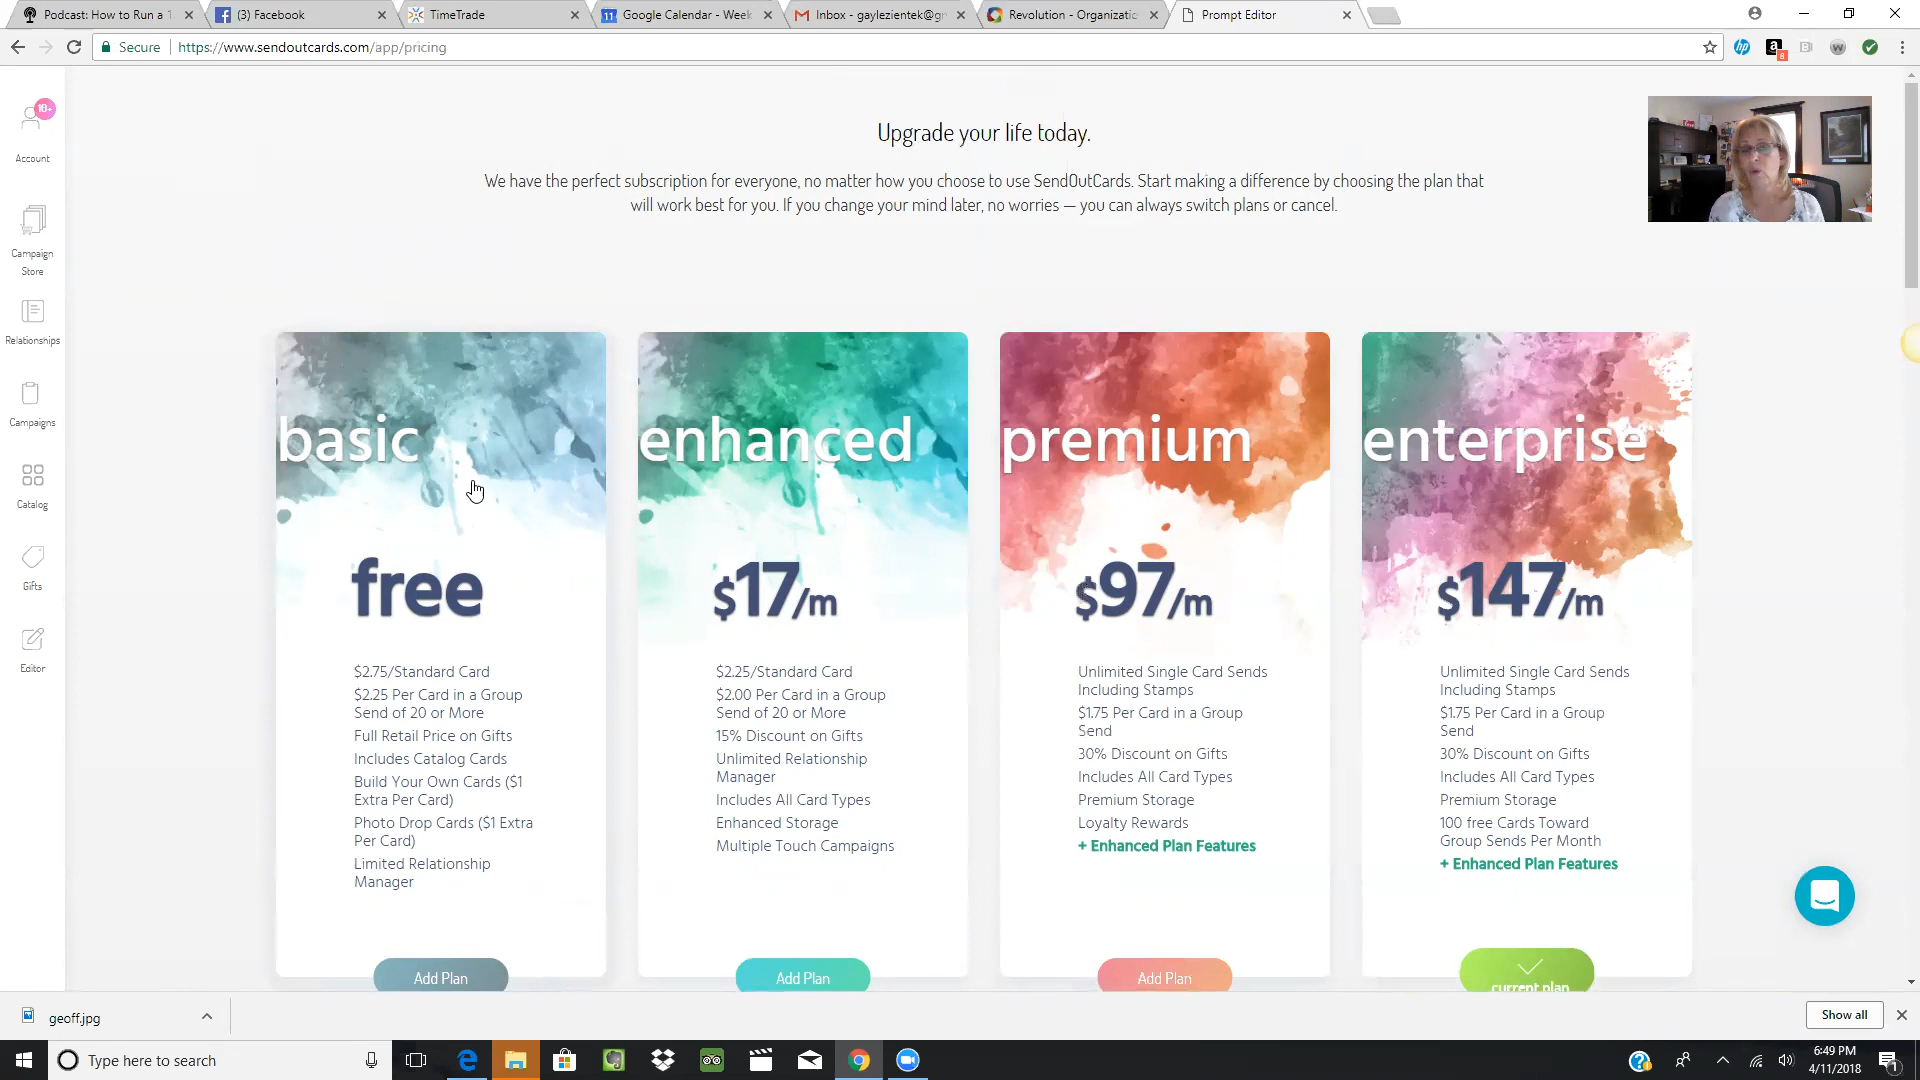 Podcast: How to Run a 1
(3) Facebook
TimeTrade
Google Calendar - Week
Inbox - gaylezientek@gm
Revolution - Organizatio
Prompt Editor
Secure
https://www.sendoutcards.com/app/pricing
10+
Account
Campaign
Store
Relationships
Campaigns
Catalog
Gifts
Editor
Upgrade your life today.
We have the perfect subscription for everyone, no matter how you choose to use SendOutCards. Start making a difference by choosing the plan that
will work best for you. If you change your mind later, no worries — you can always switch plans or cancel.
basic
free
$2.75/Standard Card
$2.25 Per Card in a Group
Send of 20 or More
Full Retail Price on Gifts
Includes Catalog Cards
Build Your Own Cards ($1
Extra Per Card)
Photo Drop Cards ($1 Extra
Per Card)
Limited Relationship
Manager
Add Plan
enhanced
$17/m
$2.25/Standard Card
$2.00 Per Card in a Group
Send of 20 or More
15% Discount on Gifts
Unlimited Relationship
Manager
Includes All Card Types
Enhanced Storage
Multiple Touch Campaigns
Add Plan
premium
$97/m
Unlimited Single Card Sends
Including Stamps
$1.75 Per Card in a Group
Send
30% Discount on Gifts
Includes All Card Types
Premium Storage
Loyalty Rewards
+ Enhanced Plan Features
Add Plan
enterprise
$147/m
Unlimited Single Card Sends
Including Stamps
$1.75 Per Card in a Group
Send
30% Discount on Gifts
Includes All Card Types
Premium Storage
100 free Cards Toward
Group Sends Per Month
+ Enhanced Plan Features
current plan
geoff.jpg
Show all
Type here to search
6:49 PM
4/11/2018